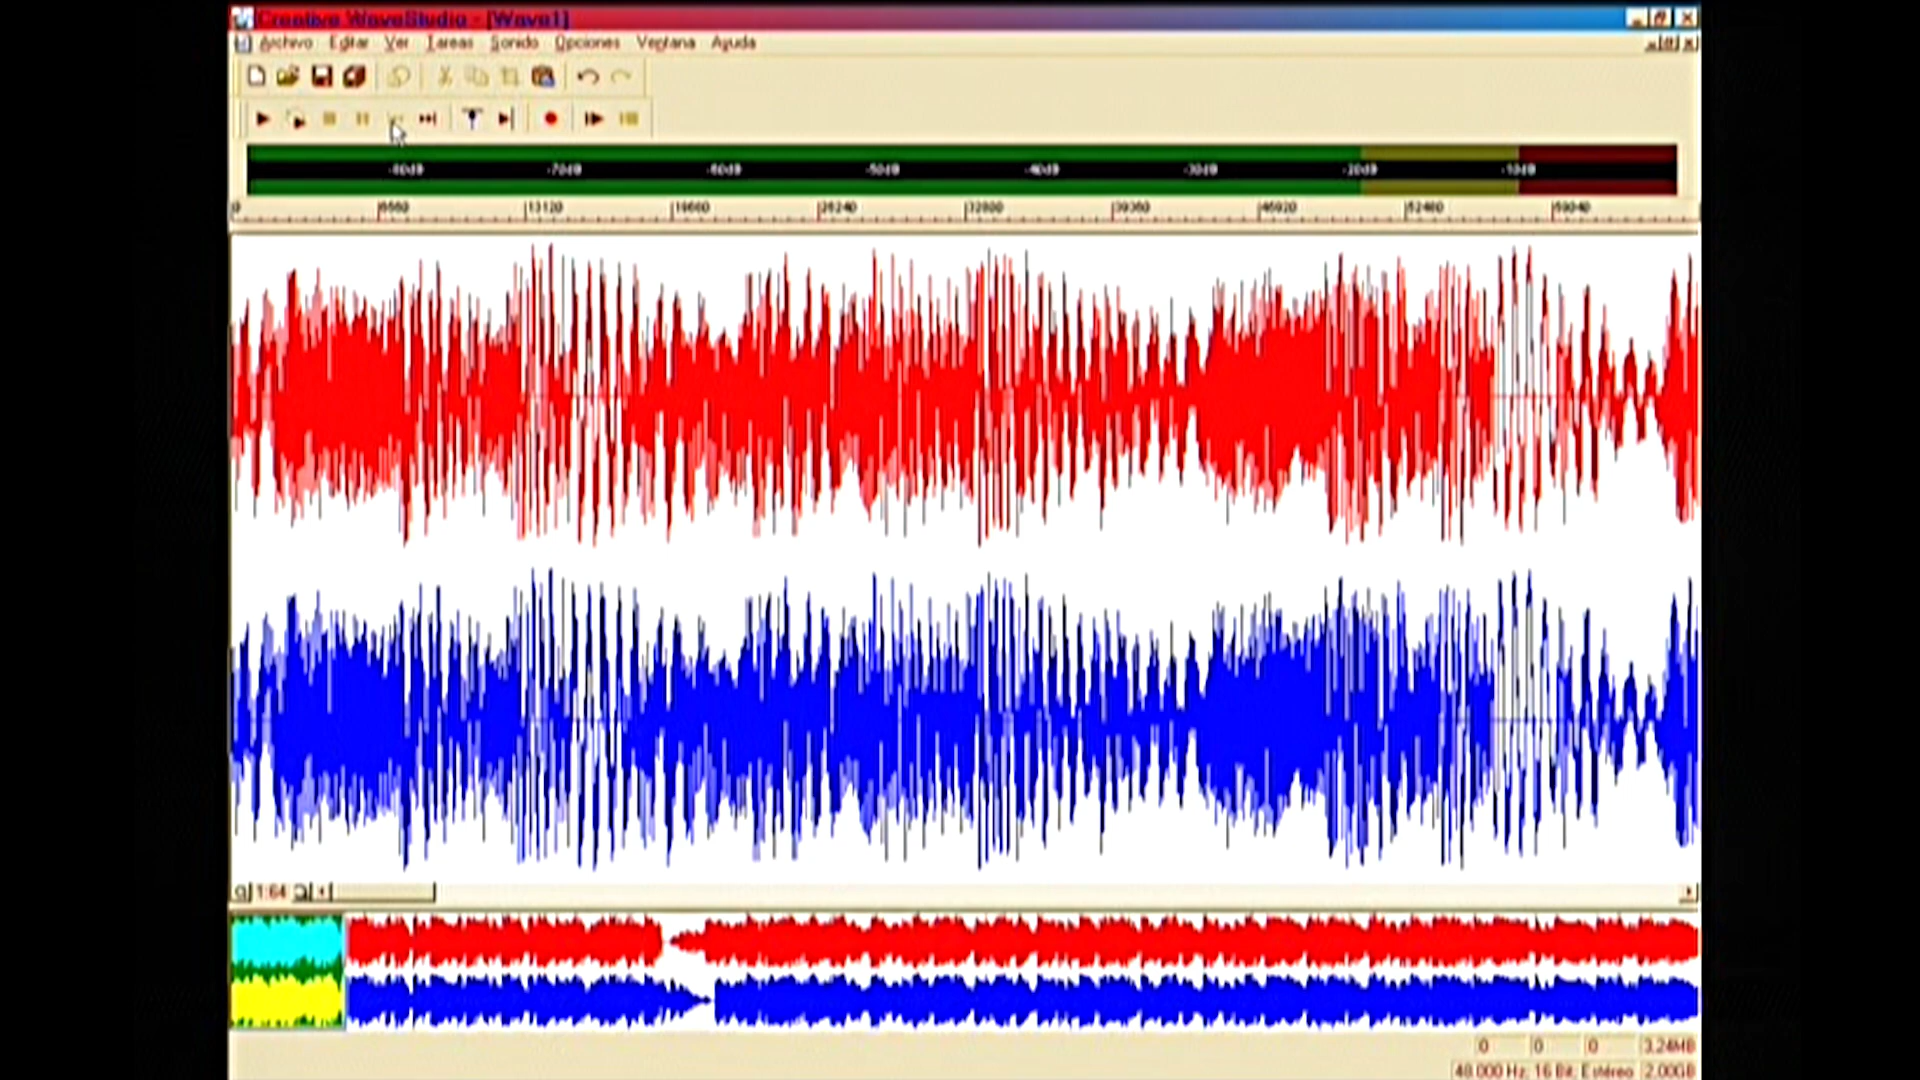 Creative WaveStudio - [Wave1]
Archivo Editar Ver Tareas Sonido Opciones Ventana Ayuda
-80dB -70dB -60dB -50dB -40dB -30dB -20dB -10dB
0 6560 13120 19680 26240 32800 39360 45920 52480 59040
1:64
0 0 0 3.24MB
48.000 Hz, 16 Bit, Estéreo 2.00GB